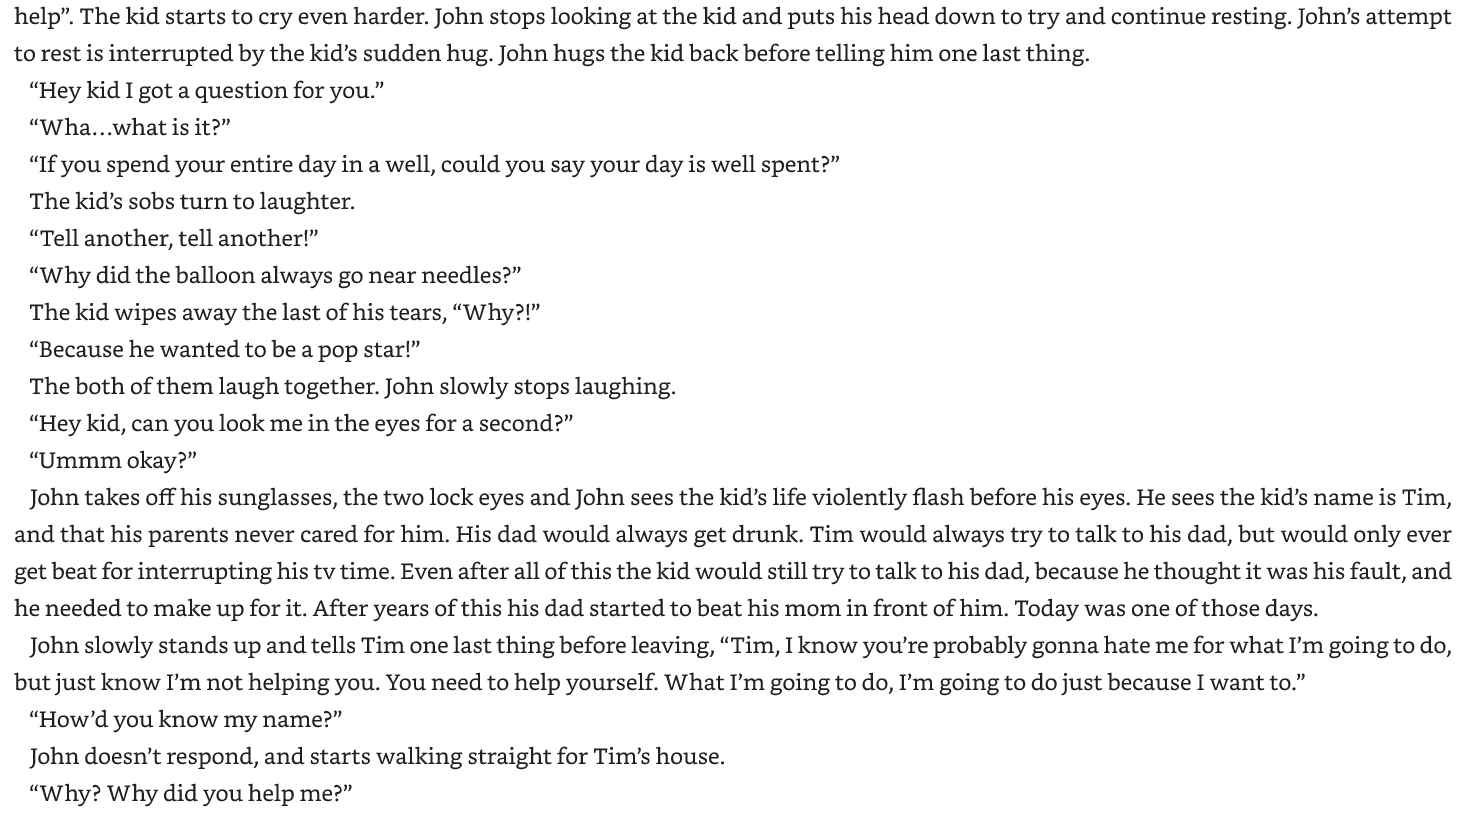 help”. The kid starts to cry even harder. John stops looking at the kid and puts his head down to try and continue resting. John’s attempt
to rest is interrupted by the kid’s sudden hug. John hugs the kid back before telling him one last thing.
“Hey kid I got a question for you.”
“Wha…what is it?”
“If you spend your entire day in a well, could you say your day is well spent?”
The kid’s sobs turn to laughter.
“Tell another, tell another!”
“Why did the balloon always go near needles?”
The kid wipes away the last of his tears, “Why?!”
“Because he wanted to be a pop star!”
The both of them laugh together. John slowly stops laughing.
“Hey kid, can you look me in the eyes for a second?”
“Ummm okay?”
John takes off his sunglasses, the two lock eyes and John sees the kid’s life violently flash before his eyes. He sees the kid’s name is Tim,
and that his parents never cared for him. His dad would always get drunk. Tim would always try to talk to his dad, but would only ever
get beat for interrupting his tv time. Even after all of this the kid would still try to talk to his dad, because he thought it was his fault, and
he needed to make up for it. After years of this his dad started to beat his mom in front of him. Today was one of those days.
John slowly stands up and tells Tim one last thing before leaving, “Tim, I know you’re probably gonna hate me for what I’m going to do,
but just know I’m not helping you. You need to help yourself. What I’m going to do, I’m going to do just because I want to.”
“How’d you know my name?”
John doesn’t respond, and starts walking straight for Tim’s house.
“Why? Why did you help me?”